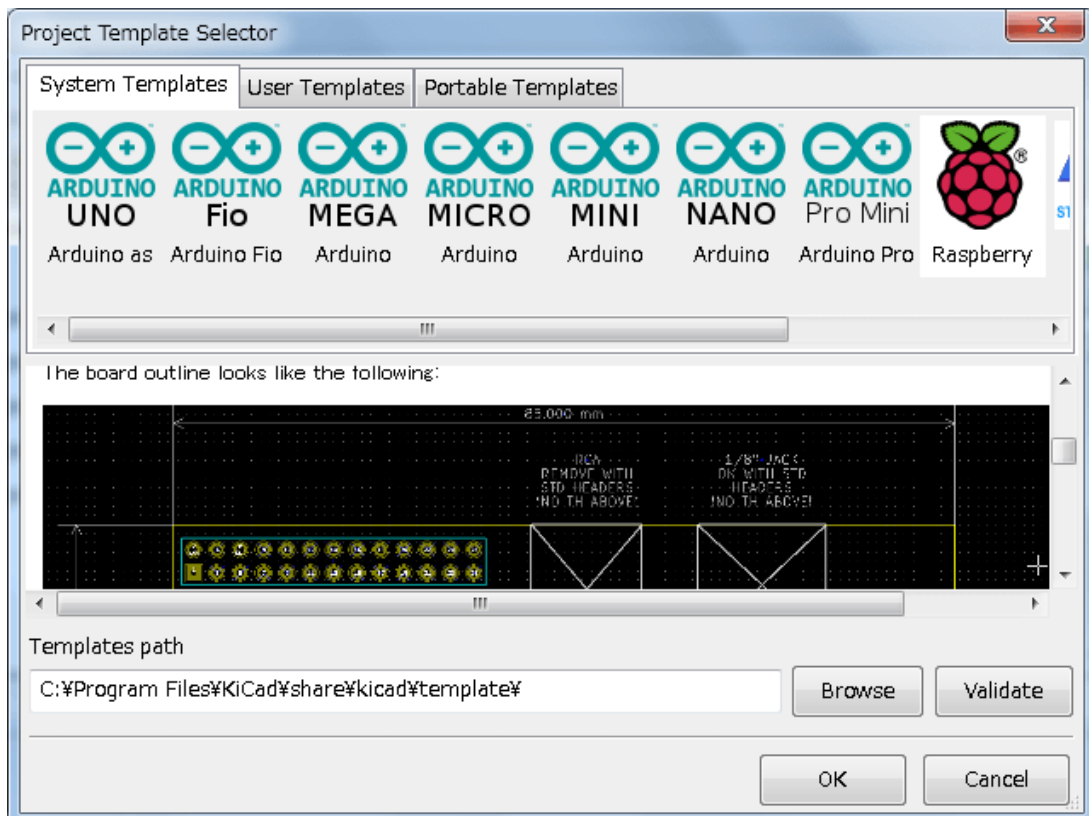 Project Template Selector
System Templates User Templates Portable Templates
ARDUINO ARDUINO ARDUINO ARDUINO ARDUINO ARDUINO ARDUINO ®
UNO Fio MEGA MICRO MINI NANO Pro Mini
Arduino as Arduino Fio Arduino Arduino Arduino Arduino Arduino Pro Raspberry
The board outline looks like the following:
85.000 mm
RCA
REMOVE WITH
STD HEADERS
!NO TH ABOVE!
1/8" JACK
OK WITH STD
HEADERS
!NO TH ABOVE!
Templates path
C:¥Program Files¥KiCad¥share¥kicad¥template¥
Browse Validate
OK Cancel